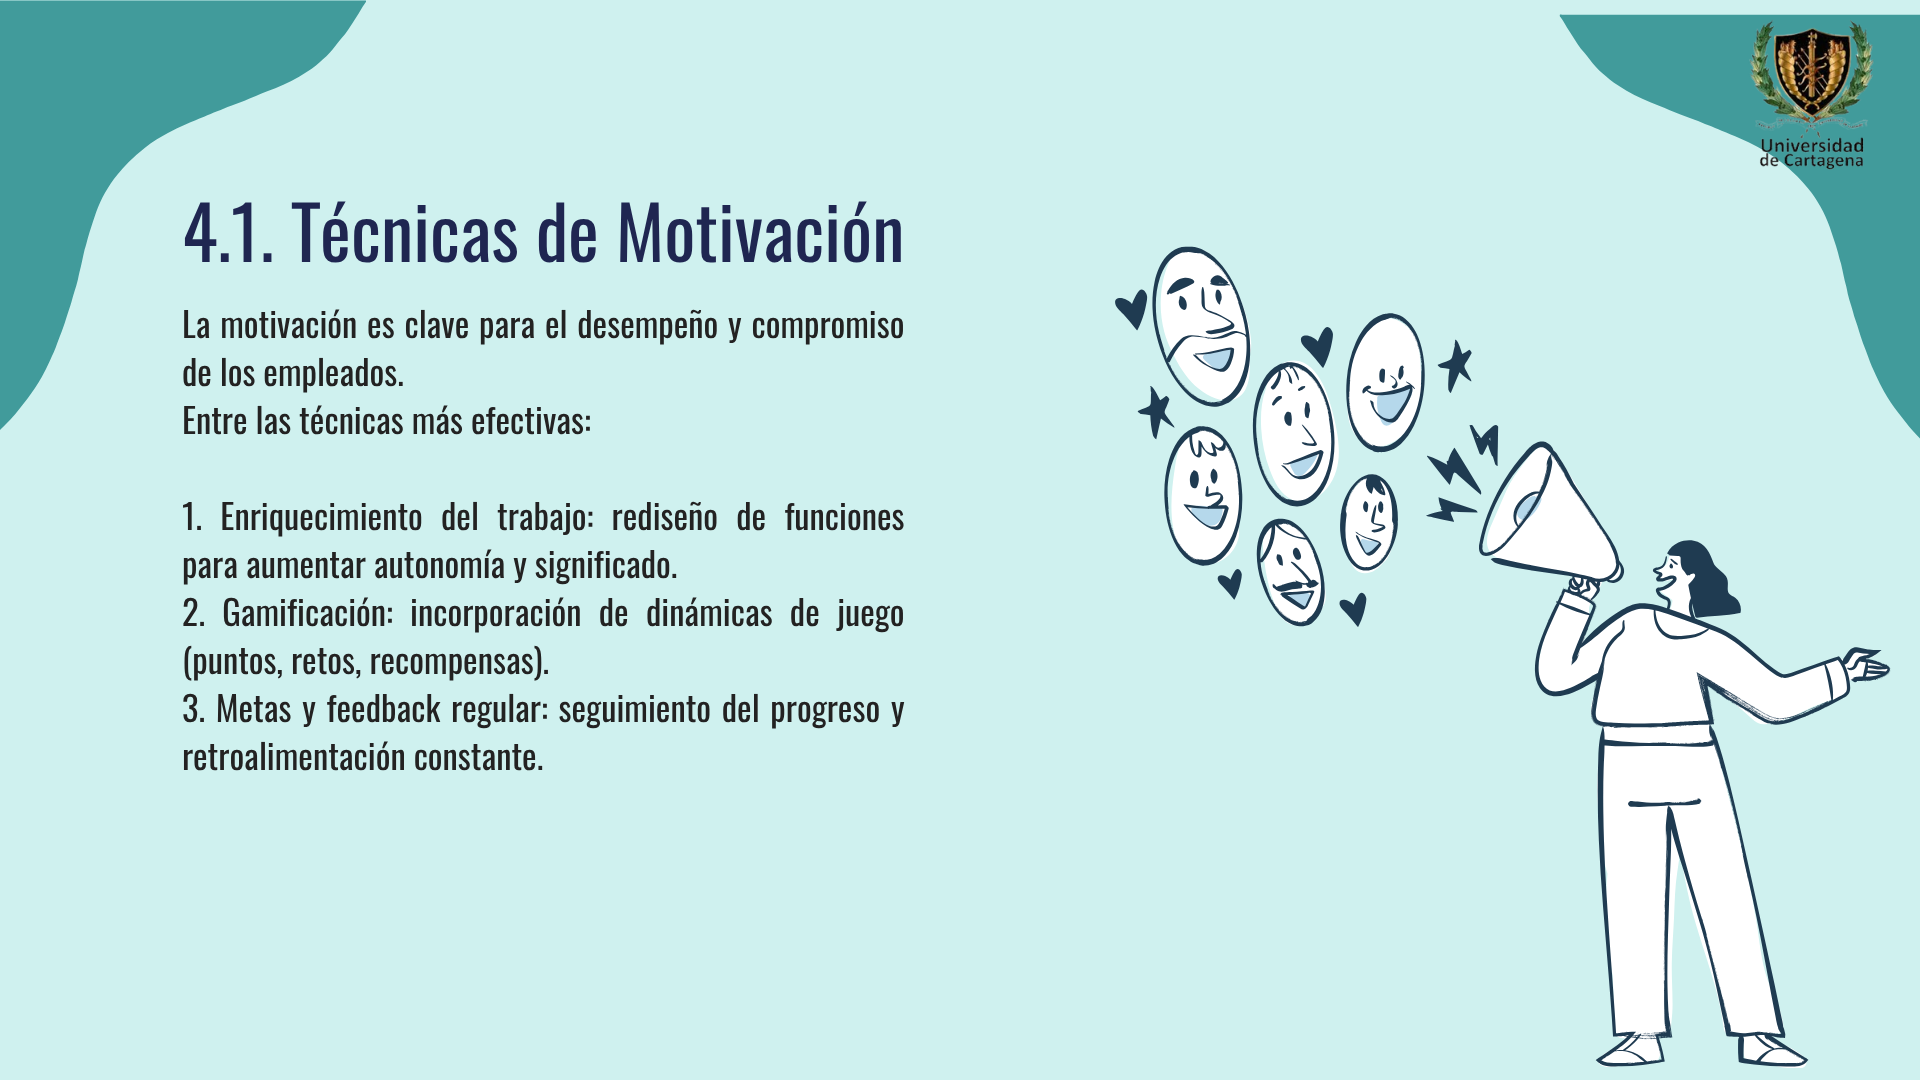 Universidad
de Cartagena
4.1. Técnicas de Motivación
La motivación es clave para el desempeño y compromiso
de los empleados.
Entre las técnicas más efectivas:
1. Enriquecimiento del trabajo: rediseño de funciones
para aumentar autonomía y significado.
2. Gamificación: incorporación de dinámicas de juego
(puntos, retos, recompensas).
3. Metas y feedback regular: seguimiento del progreso y
retroalimentación constante.